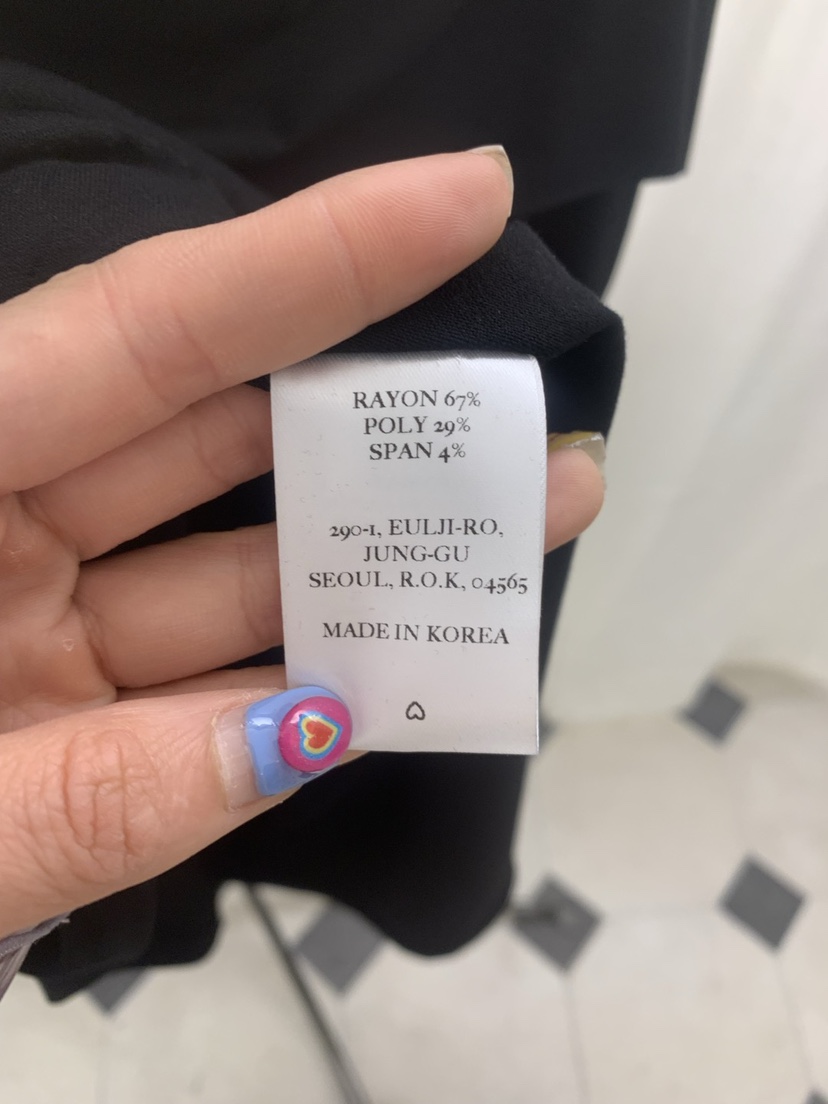 RAYON 67%
POLY 29%
SPAN 4%
290-1, EULJI-RO,
JUNG-GU
SEOUL, R.O.K, 04565
MADE IN KOREA